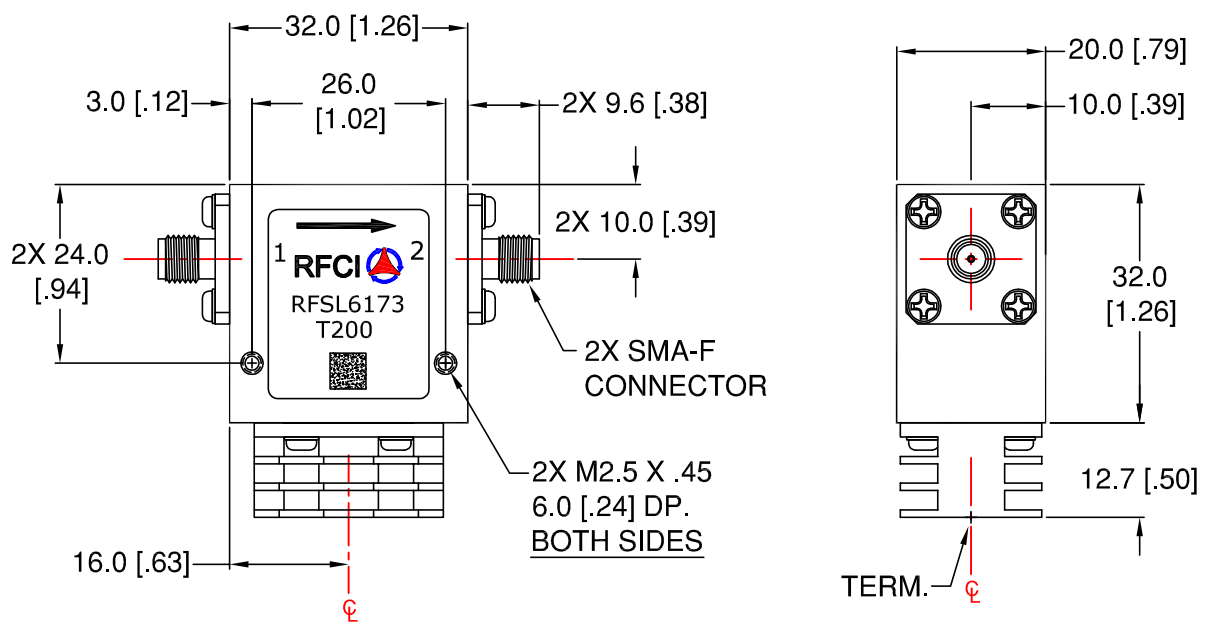 32.0 [1.26]
3.0 [.12]
26.0
[1.02]
2X 9.6 [.38]
2X 24.0
[.94]
2X 10.0 [.39]
1
2
RFCI
RFSL6173
T200
2X SMA-F
CONNECTOR
2X M2.5 X .45
6.0 [.24] DP.
BOTH SIDES
16.0 [.63]
℄
20.0 [.79]
10.0 [.39]
32.0
[1.26]
12.7 [.50]
TERM.
℄